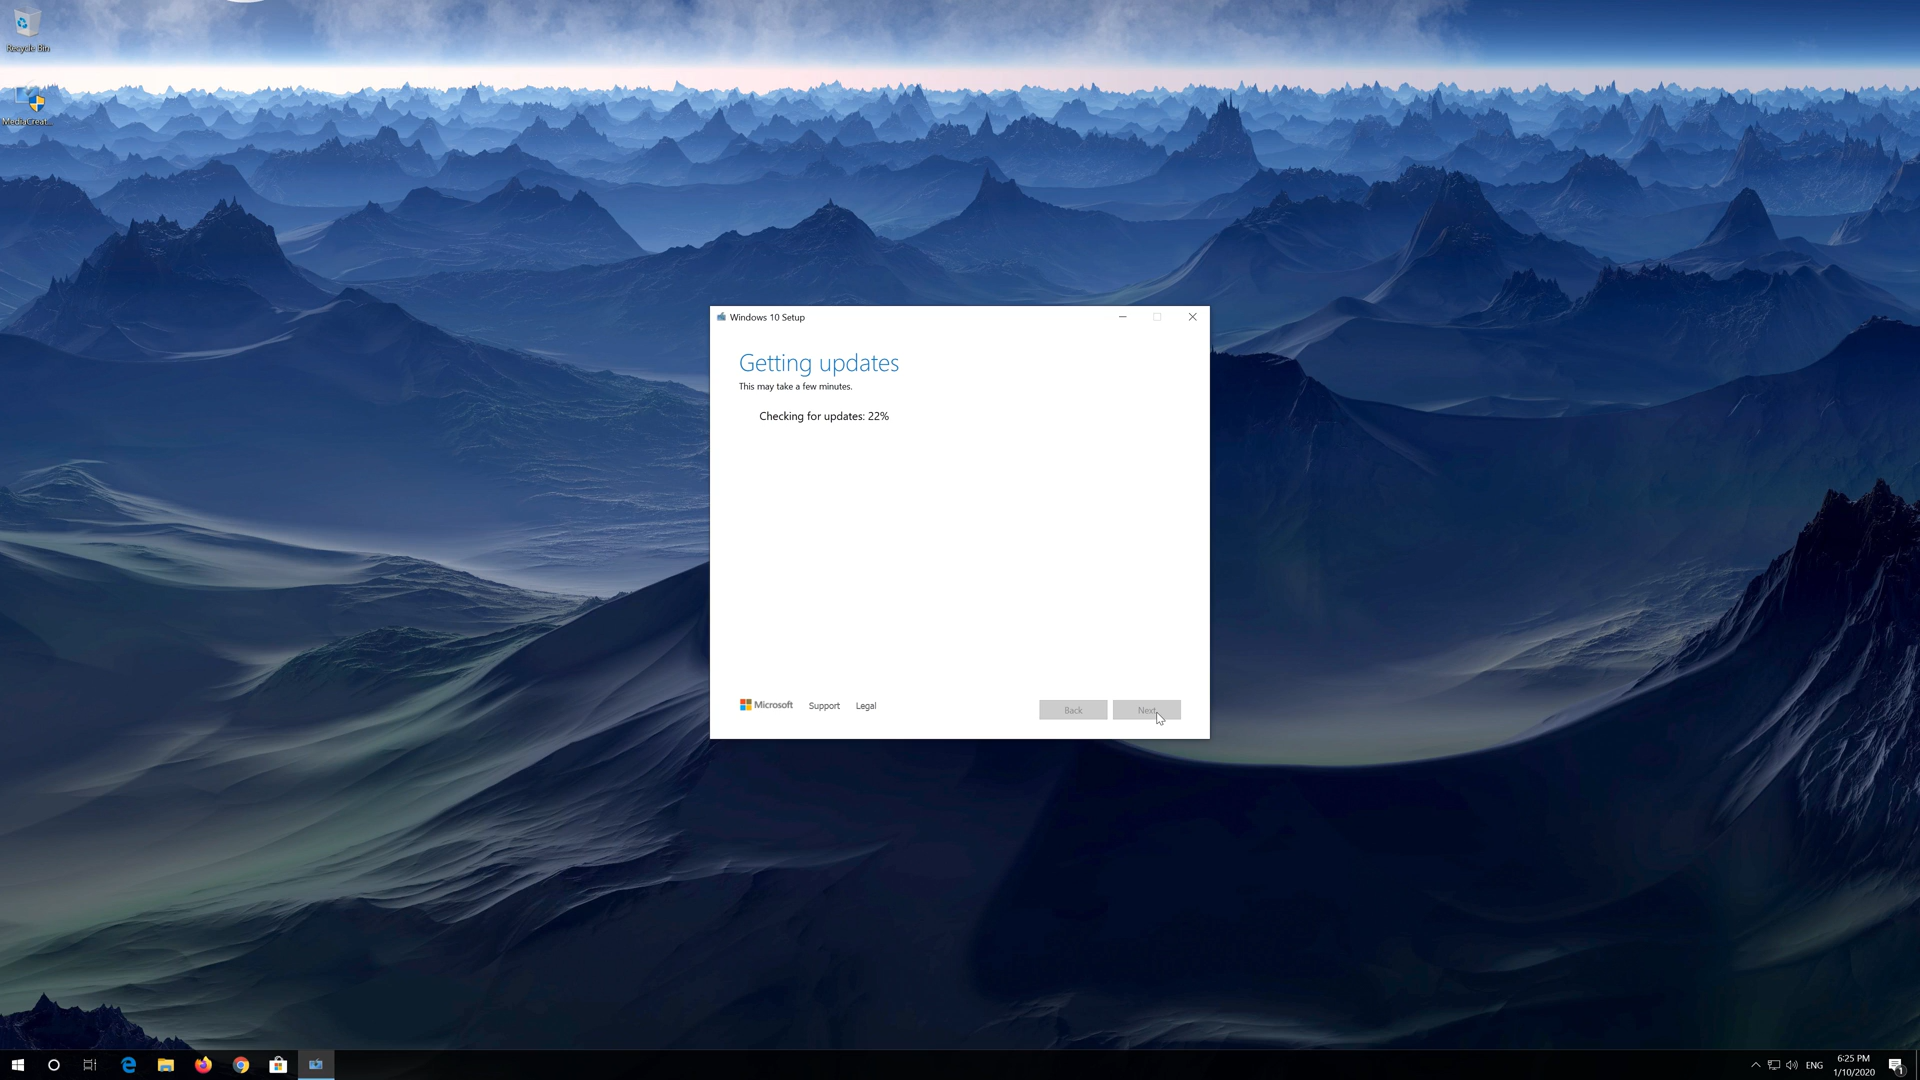 Recycle Bin
MediaCreat...
Windows 10 Setup
Getting updates
This may take a few minutes.
Checking for updates: 22%
Microsoft Support Legal
Back Next
ENG
6:25 PM
1/10/2020
1